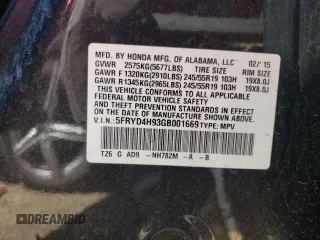 MFD. BY HONDA MFG. OF ALABAMA, LLC 02/'15
GVWR 2575KG(5677LBS) TIRE SIZE RIM SIZE
GAWR F 1320KG(2910LBS) 245/55R19 103H 19X8.0J
GAWR R 1345KG(2965LBS) 245/55R19 103H 19X8.0J
THIS VEHICLE CONFORMS TO ALL APPLICABLE
FEDERAL MOTOR VEHICLE SAFETY AND THEFT
PREVENTION STANDARDS IN EFFECT ON THE DATE
OF MANUFACTURE SHOWN ABOVE.
V.I.N: 5FRYD4H93GB001669 TYPE: MPV
T26 G AD9 -NH782M -A -B
DREAMBID